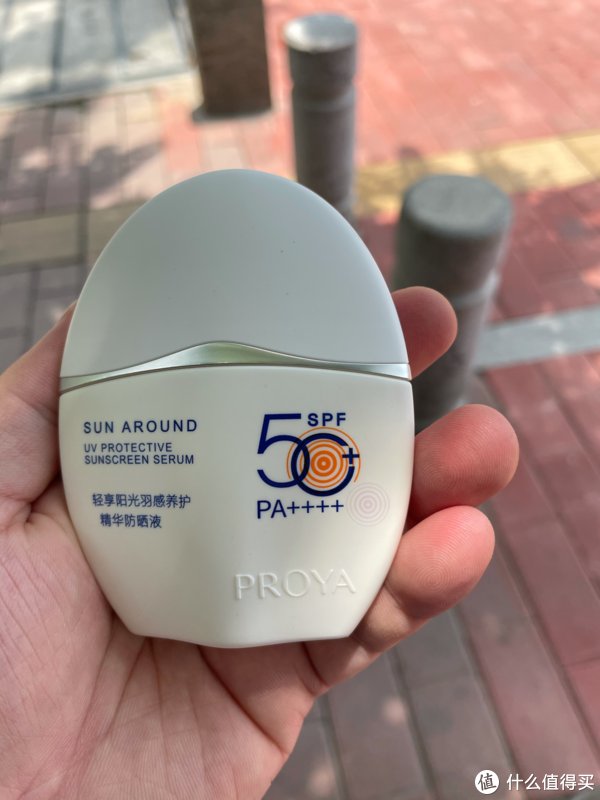 SUN AROUND
UV PROTECTIVE
SUNSCREEN SERUM
轻享阳光羽感养护
精华防晒液
SPF
50+
PA++++
PROYA
值 什么值得买